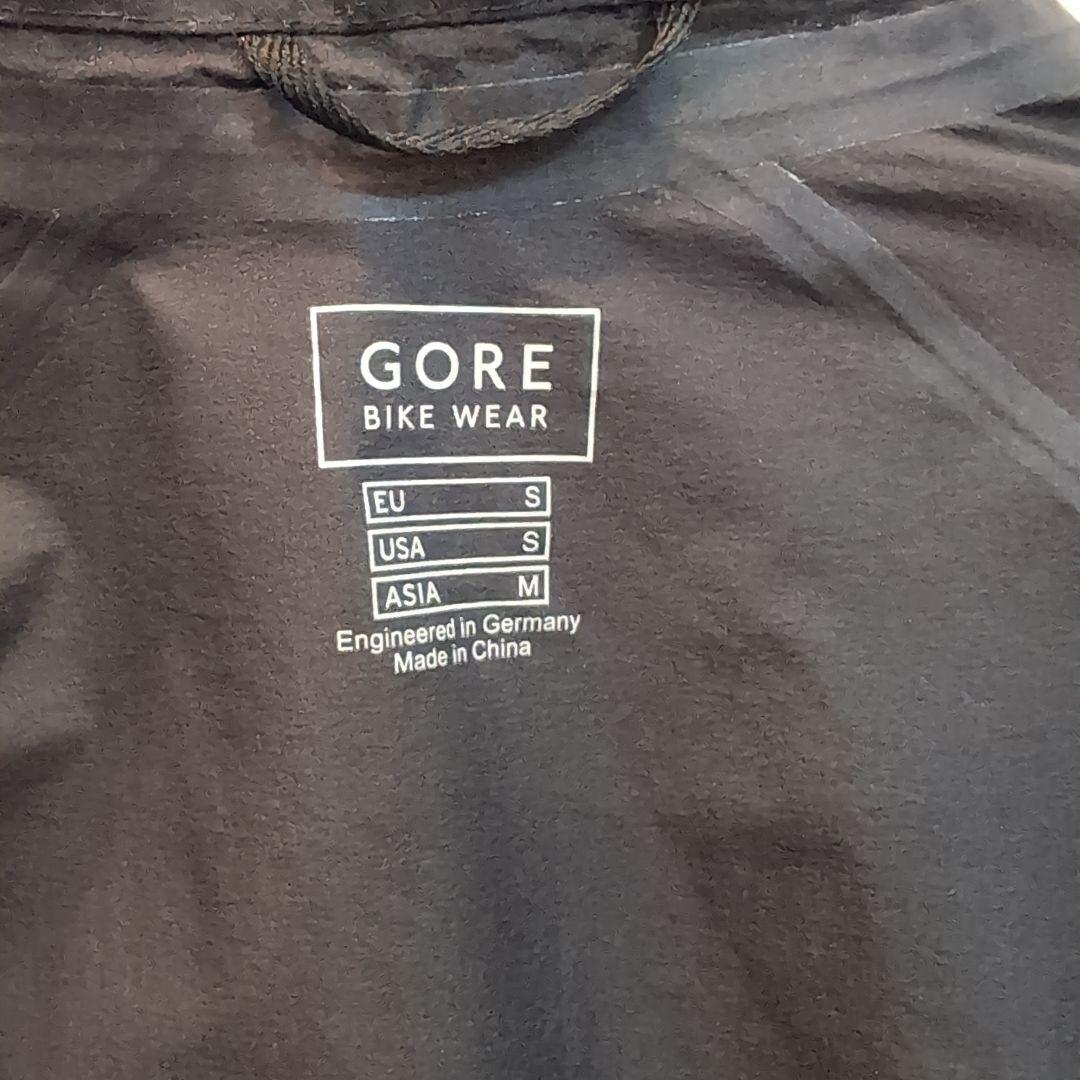 GORE
BIKE WEAR
EU S
USA S
ASIA M
Engineered in Germany
Made in China